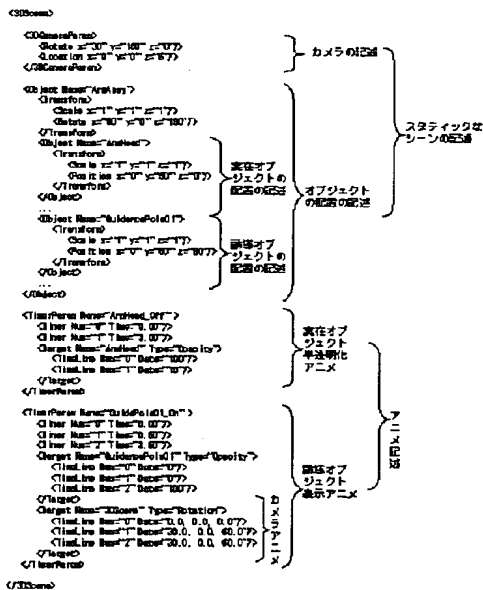 <3DScene>
<3DCameraParam>
<Rotate x="30" y="180" z="0"/>
<Location x="0" y="0" z="5"/>
</3DCameraParam>
カメラの記述
<Object Name="ArmAssy">
<Transform>
<Scale x="1" y="1" z="1"/>
<Rotate x="90" y="0" z="180"/>
</Transform>
<Object Name="ArmHead">
<Transform>
<Scale x="1" y="1" z="1"/>
<Position x="0" y="60" z="0"/>
</Transform>
</Object>
...
実在オブ
ジェクトの
配置の記述
<Object Name="GuidancePole01">
<Transform>
<Scale x="1" y="1" z="1"/>
<Position x="0" y="60" z="80"/>
</Transform>
</Object>
...
</Object>
誘導オブ
ジェクトの
配置の記述
オブジェクト
の配置の記述
スタティックな
シーンの記述
<TimerParam Name="ArmHead_Off">
<Timer Num="0" Time="0.00"/>
<Timer Num="1" Time="3.00"/>
<Target Name="ArmHead" Type="Opacity">
<TimeLine Num="0" Data="100"/>
<TimeLine Num="1" Data="10"/>
</Target>
</TimerParam>
実在オブ
ジェクト
半透明化
アニメ
<TimerParam Name="GuidePole01_On">
<Timer Num="0" Time="0.00"/>
<Timer Num="1" Time="0.60"/>
<Timer Num="2" Time="3.60"/>
<Target Name="GuidancePole01" Type="Opacity">
<TimeLine Num="0" Data="0"/>
<TimeLine Num="1" Data="0"/>
<TimeLine Num="2" Data="100"/>
</Target>
<Target Name="3DScene" Type="Rotation">
<TimeLine Num="0" Data="0.0, 0.0, 0.0"/>
<TimeLine Num="1" Data="30.0, 0.0, 60.0"/>
<TimeLine Num="2" Data="30.0, 0.0, 60.0"/>
</Target>
</TimerParam>
カメラアニメ
誘導オブ
ジェクト
表示アニメ
アニメ記述
</3DScene>